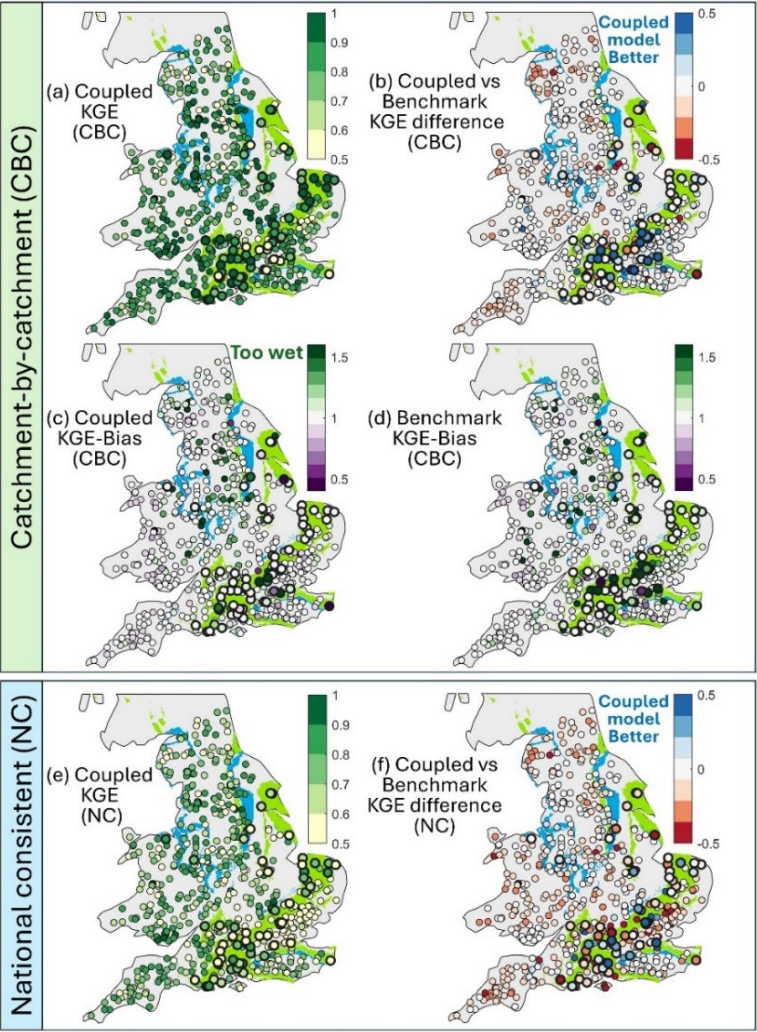 Catchment-by-catchment (CBC)
(a) Coupled
KGE
(CBC)
1
0.9
0.8
0.7
0.6
0.5
(b) Coupled vs
Benchmark
KGE difference
(CBC)
Coupled
model
Better
0.5
0
-0.5
(c) Coupled
KGE-Bias
(CBC)
Too wet
1.5
1
0.5
(d) Benchmark
KGE-Bias
(CBC)
1.5
1
0.5
National consistent (NC)
(e) Coupled
KGE
(NC)
1
0.9
0.8
0.7
0.6
0.5
(f) Coupled vs
Benchmark
KGE difference
(NC)
Coupled
model
Better
0.5
0
-0.5